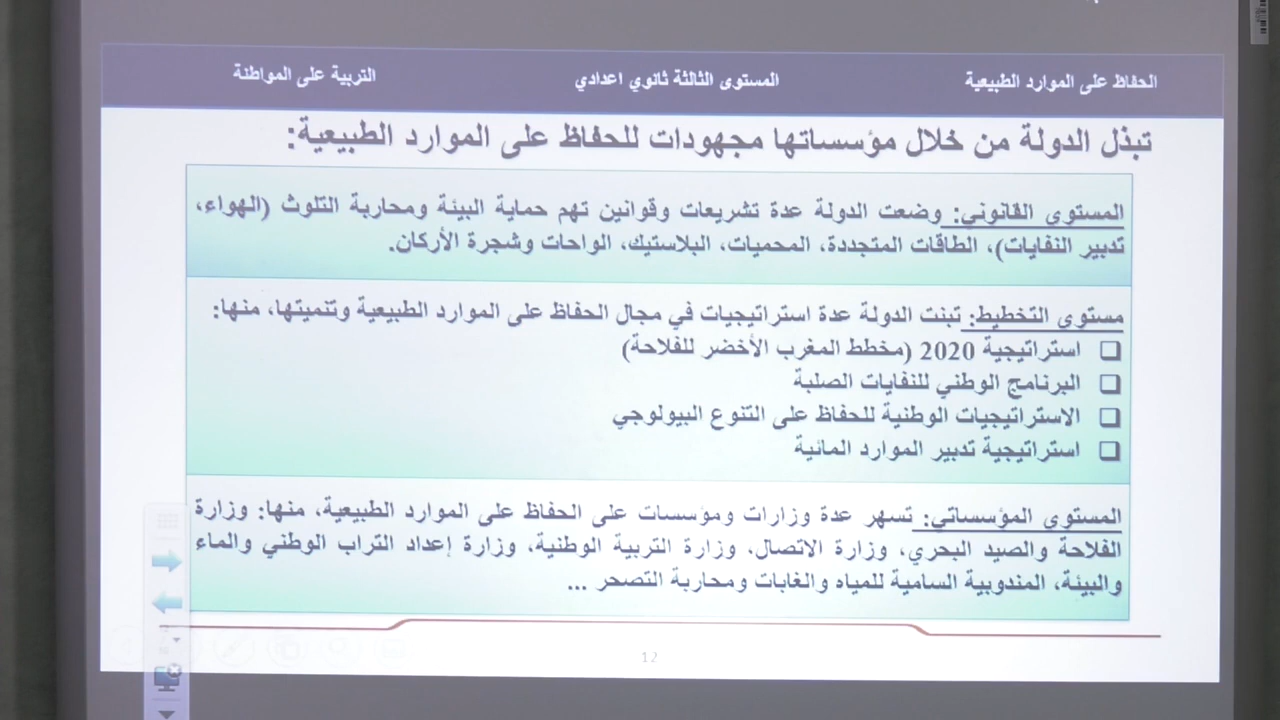 الحفاظ على الموارد الطبيعية
المستوى الثالثة ثانوي اعدادي
التربية على المواطنة
تبذل الدولة من خلال مؤسساتها مجهودات للحفاظ على الموارد الطبيعية:
المستوى القانوني: وضعت الدولة عدة تشريعات وقوانين تهم حماية البيئة ومحاربة التلوث (الهواء،
تدبير النفايات)، الطاقات المتجددة، المحميات، البلاستيك، الواحات وشجرة الأركان.
مستوى التخطيط: تبنت الدولة عدة استراتيجيات في مجال الحفاظ على الموارد الطبيعية وتنميتها، منها:
❑ استراتيجية 2020 (مخطط المغرب الأخضر للفلاحة)
❑ البرنامج الوطني للنفايات الصلبة
❑ الاستراتيجيات الوطنية للحفاظ على التنوع البيولوجي
❑ استراتيجية تدبير الموارد المائية
المستوى المؤسساتي: تسهر عدة وزارات ومؤسسات على الحفاظ على الموارد الطبيعية، منها: وزارة
الفلاحة والصيد البحري، وزارة الاتصال، وزارة التربية الوطنية، وزارة إعداد التراب الوطني والماء
والبيئة، المندوبية السامية للمياه والغابات ومحاربة التصحر ...
12